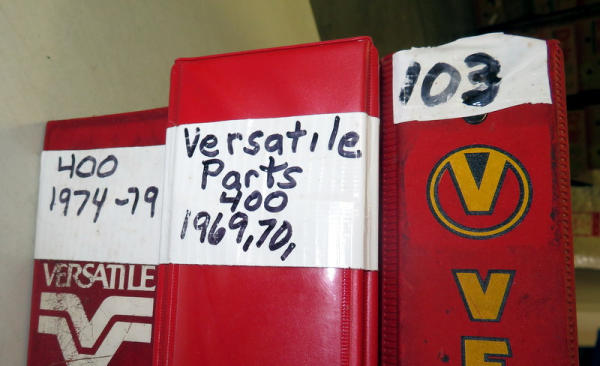 400
1974-79
VERSATILE
Versatile
Parts
400
1969,70,
103
V
V
E